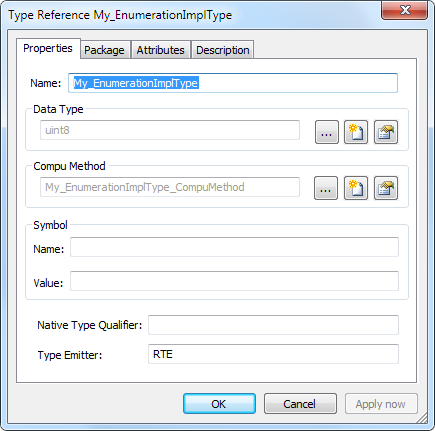 Type Reference My_EnumerationImplType
Properties Package Attributes Description
Name: My_EnumerationImplType
Data Type
uint8 ...
Compu Method
My_EnumerationImplType_CompuMethod ...
Symbol
Name:
Value:
Native Type Qualifier:
Type Emitter: RTE
OK Cancel Apply now